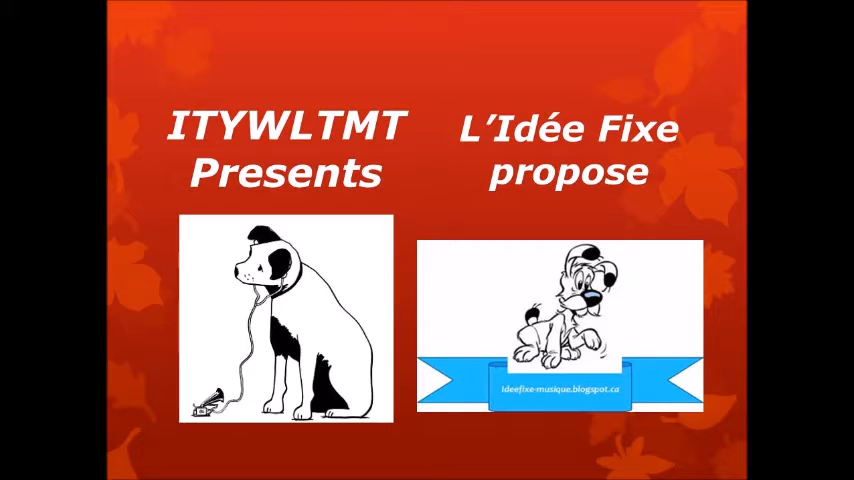 ITYWLTMT
Presents
L'Idée Fixe
propose
Ideefixe-musique.blogspot.ca